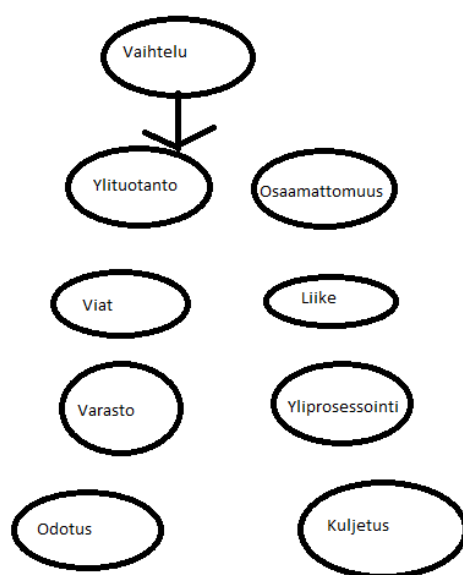 Vaihtelu
Ylituotanto
Osaamattomuus
Viat
Liike
Varasto
Yliprosessointi
Odotus
Kuljetus